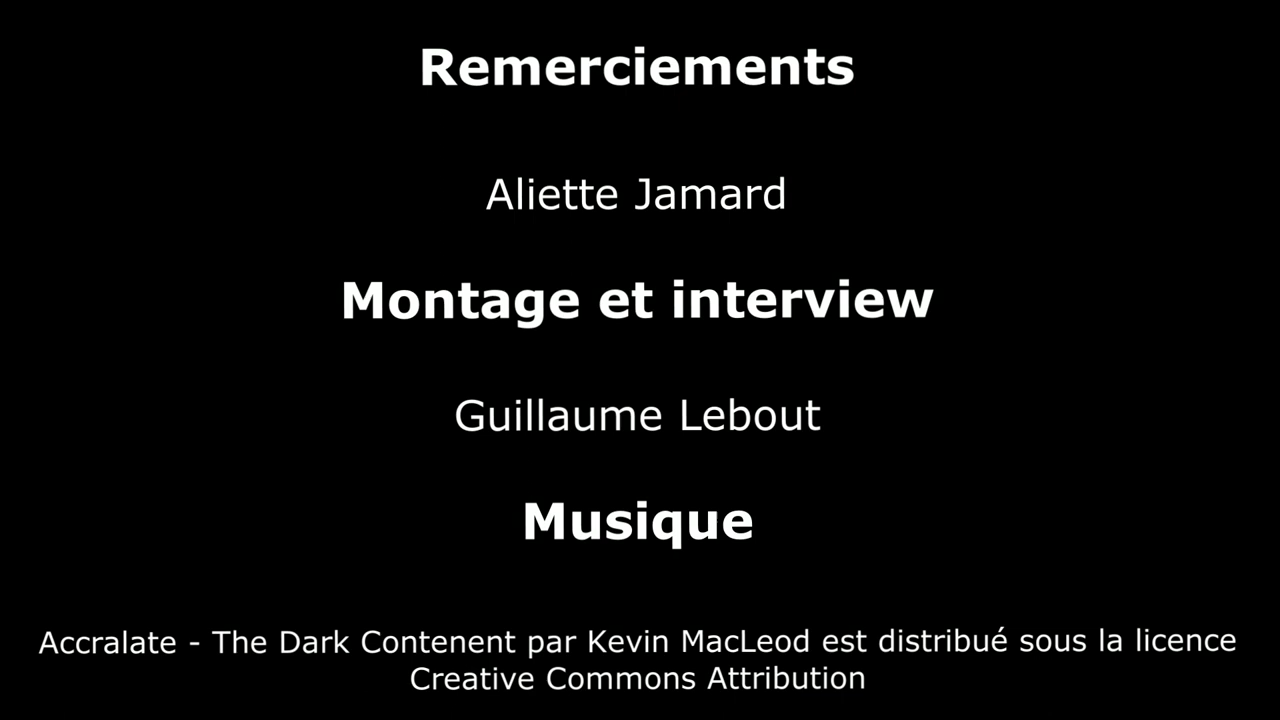 Remerciements
Aliette Jamard
Montage et interview
Guillaume Lebout
Musique
Accralate - The Dark Contenent par Kevin MacLeod est distribué sous la licence
Creative Commons Attribution